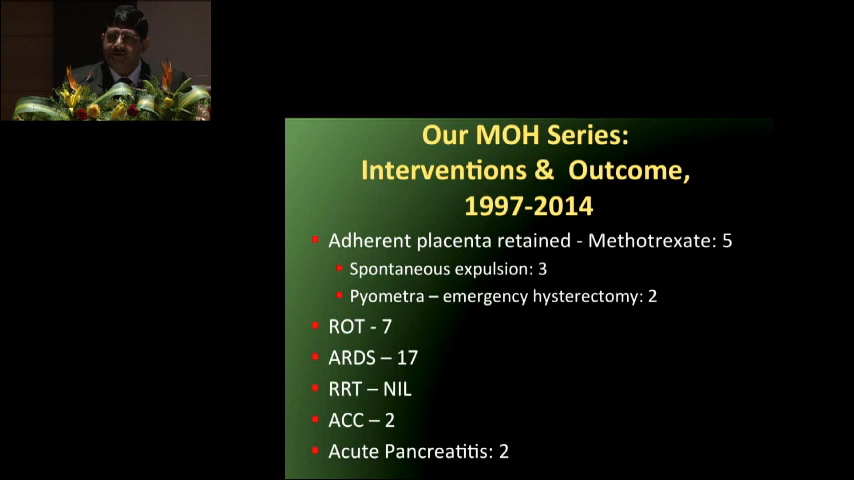 Our MOH Series:
Interventions & Outcome,
1997-2014
Adherent placenta retained - Methotrexate: 5
Spontaneous expulsion: 3
Pyometra – emergency hysterectomy: 2
ROT - 7
ARDS – 17
RRT – NIL
ACC – 2
Acute Pancreatitis: 2